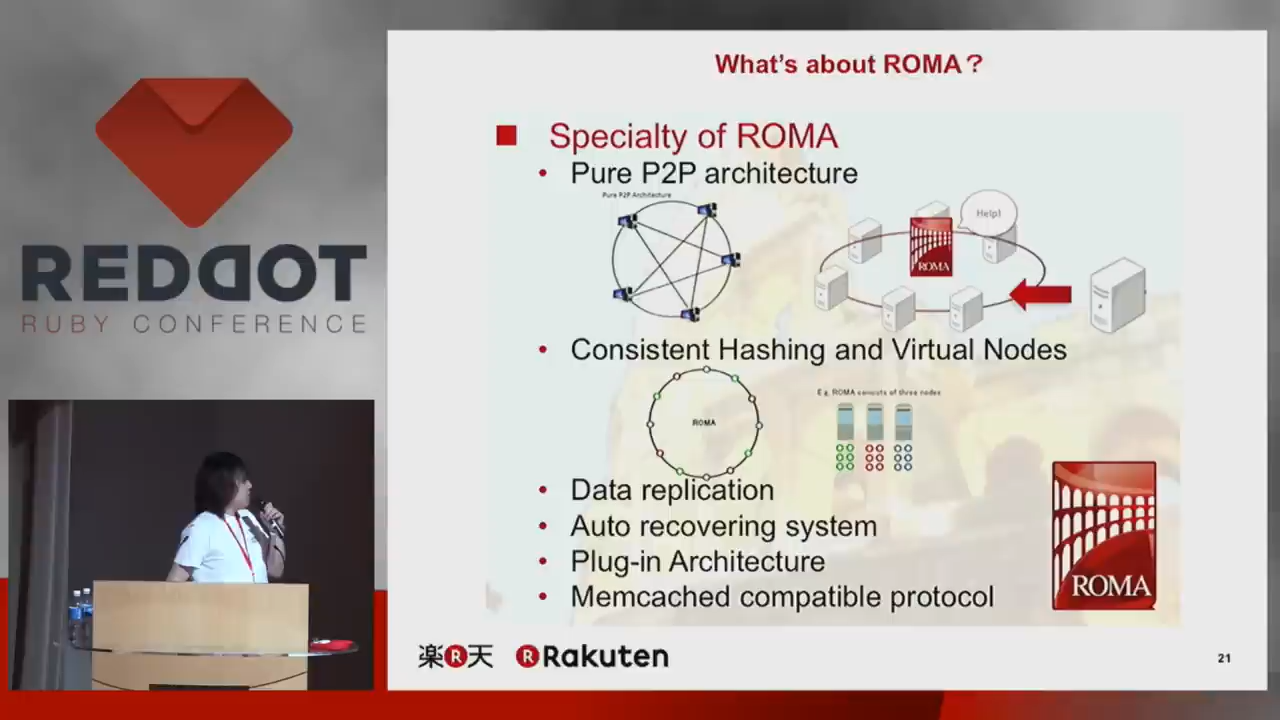 REDDOT
RUBY CONFERENCE
What's about ROMA？
Specialty of ROMA
• Pure P2P architecture
Pure P2P Architecture
Help!
ROMA
• Consistent Hashing and Virtual Nodes
ROMA
E.g. ROMA consists of three nodes
• Data replication
• Auto recovering system
• Plug-in Architecture
• Memcached compatible protocol
ROMA
楽R天 R Rakuten
21